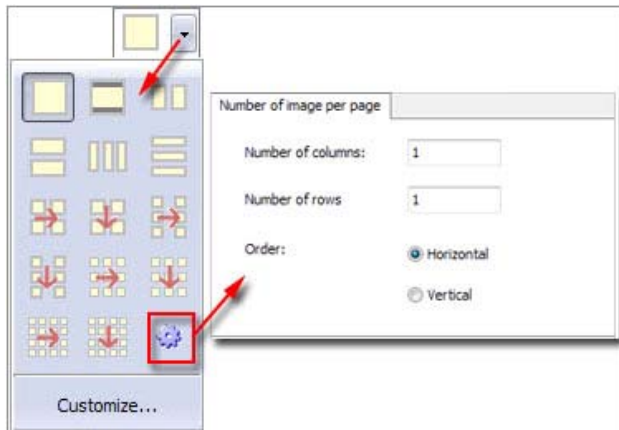 Number of image per page
Number of columns: 1
Number of rows 1
Order: Horizontal
Vertical
Customize...